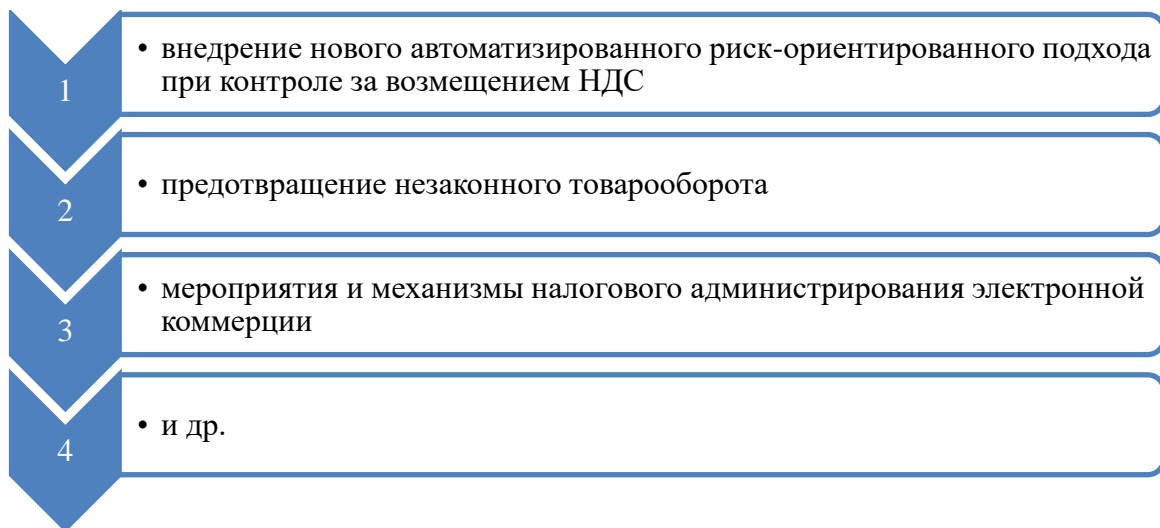 1
• внедрение нового автоматизированного риск-ориентированного подхода
при контроле за возмещением НДС
2
• предотвращение незаконного товарооборота
3
• мероприятия и механизмы налогового администрирования электронной
коммерции
4
• и др.